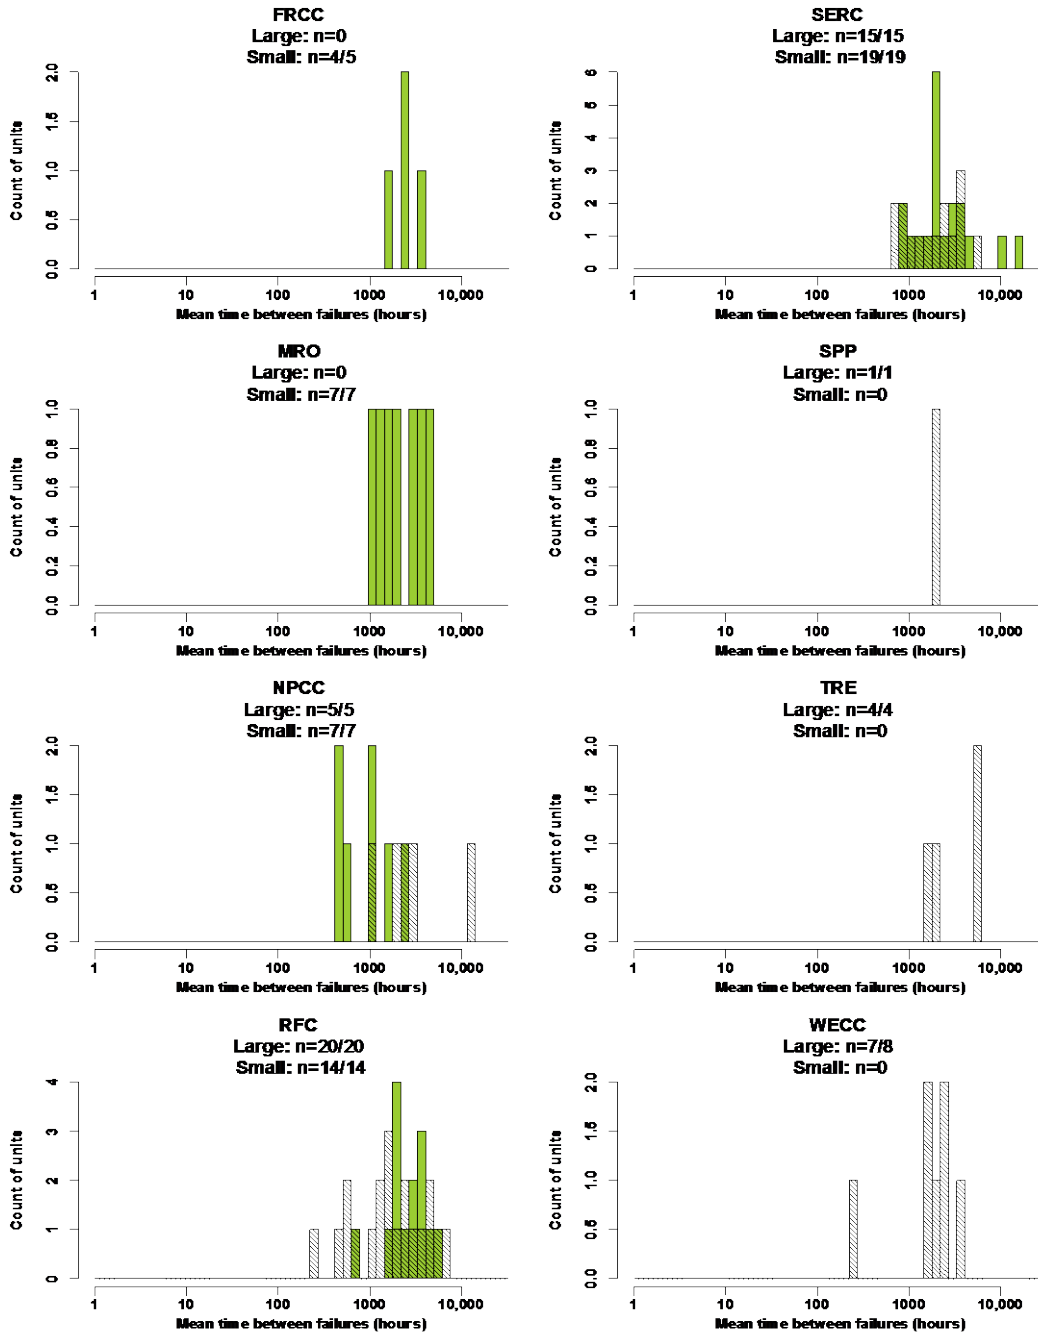 FRCC
Large: n=0
Small: n=4/5
Count of units
0.0 0.5 1.0 1.5 2.0
1 10 100 1000 10,000
Mean time between failures (hours)
SERC
Large: n=15/15
Small: n=19/19
Count of units
0 1 2 3 4 5 6
1 10 100 1000 10,000
Mean time between failures (hours)
MRO
Large: n=0
Small: n=7/7
Count of units
0.0 0.2 0.4 0.6 0.8 1.0
1 10 100 1000 10,000
Mean time between failures (hours)
SPP
Large: n=1/1
Small: n=0
Count of units
0.0 0.2 0.4 0.6 0.8 1.0
1 10 100 1000 10,000
Mean time between failures (hours)
NPCC
Large: n=5/5
Small: n=7/7
Count of units
0.0 0.5 1.0 1.5 2.0
1 10 100 1000 10,000
Mean time between failures (hours)
TRE
Large: n=4/4
Small: n=0
Count of units
0.0 0.5 1.0 1.5 2.0
1 10 100 1000 10,000
Mean time between failures (hours)
RFC
Large: n=20/20
Small: n=14/14
Count of units
0 1 2 3 4
1 10 100 1000 10,000
Mean time between failures (hours)
WECC
Large: n=7/8
Small: n=0
Count of units
0.0 0.5 1.0 1.5 2.0
1 10 100 1000 10,000
Mean time between failures (hours)